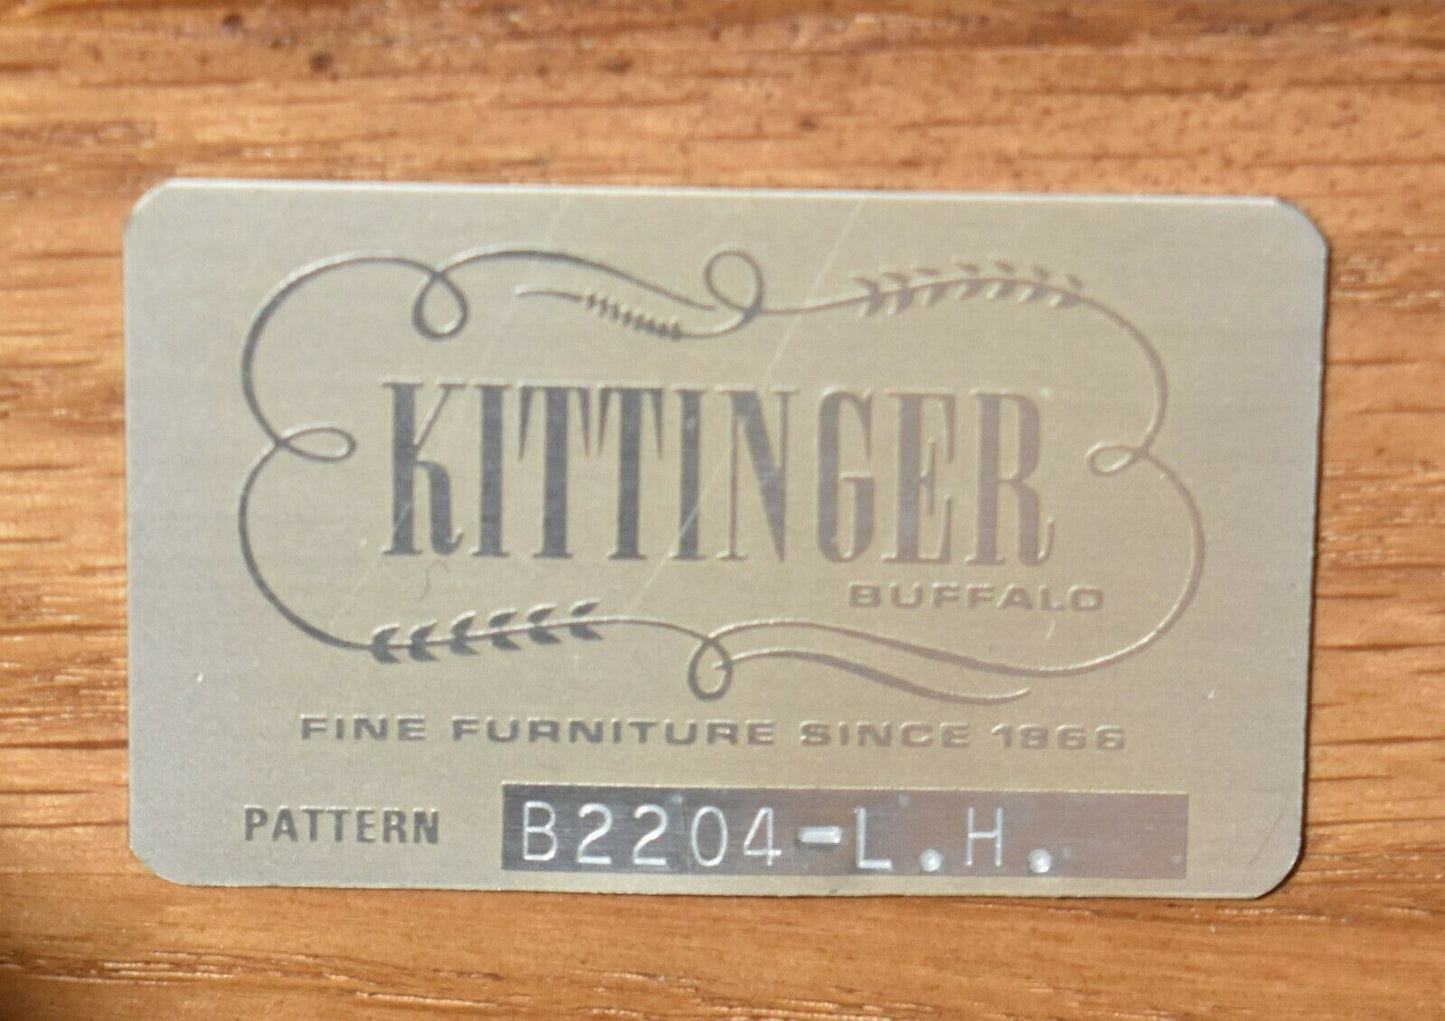 KITTINGER
BUFFALO
FINE FURNITURE SINCE 1866
PATTERN B2204-L.H.